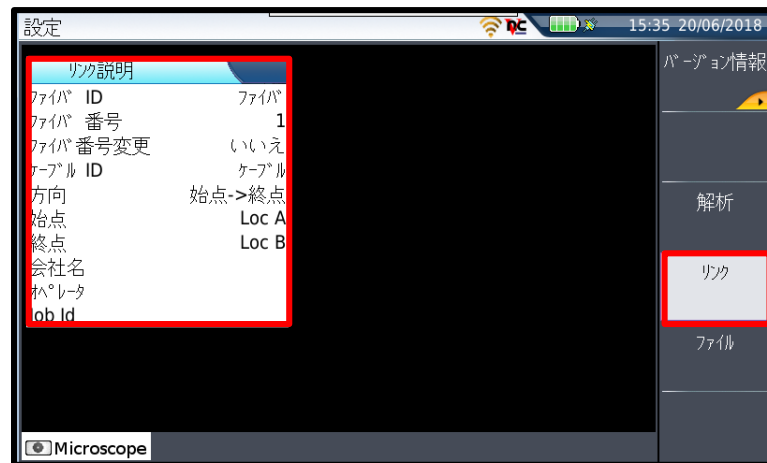 設定
15:35 20/06/2018
リンク説明
ファイバ ID ファイバ
ファイバ 番号 1
ファイバ番号変更 いいえ
ケーブル ID ケーブル
方向 始点->終点
始点 Loc A
終点 Loc B
会社名
オペレータ
Job Id
バージョン情報
解析
リンク
ファイル
Microscope